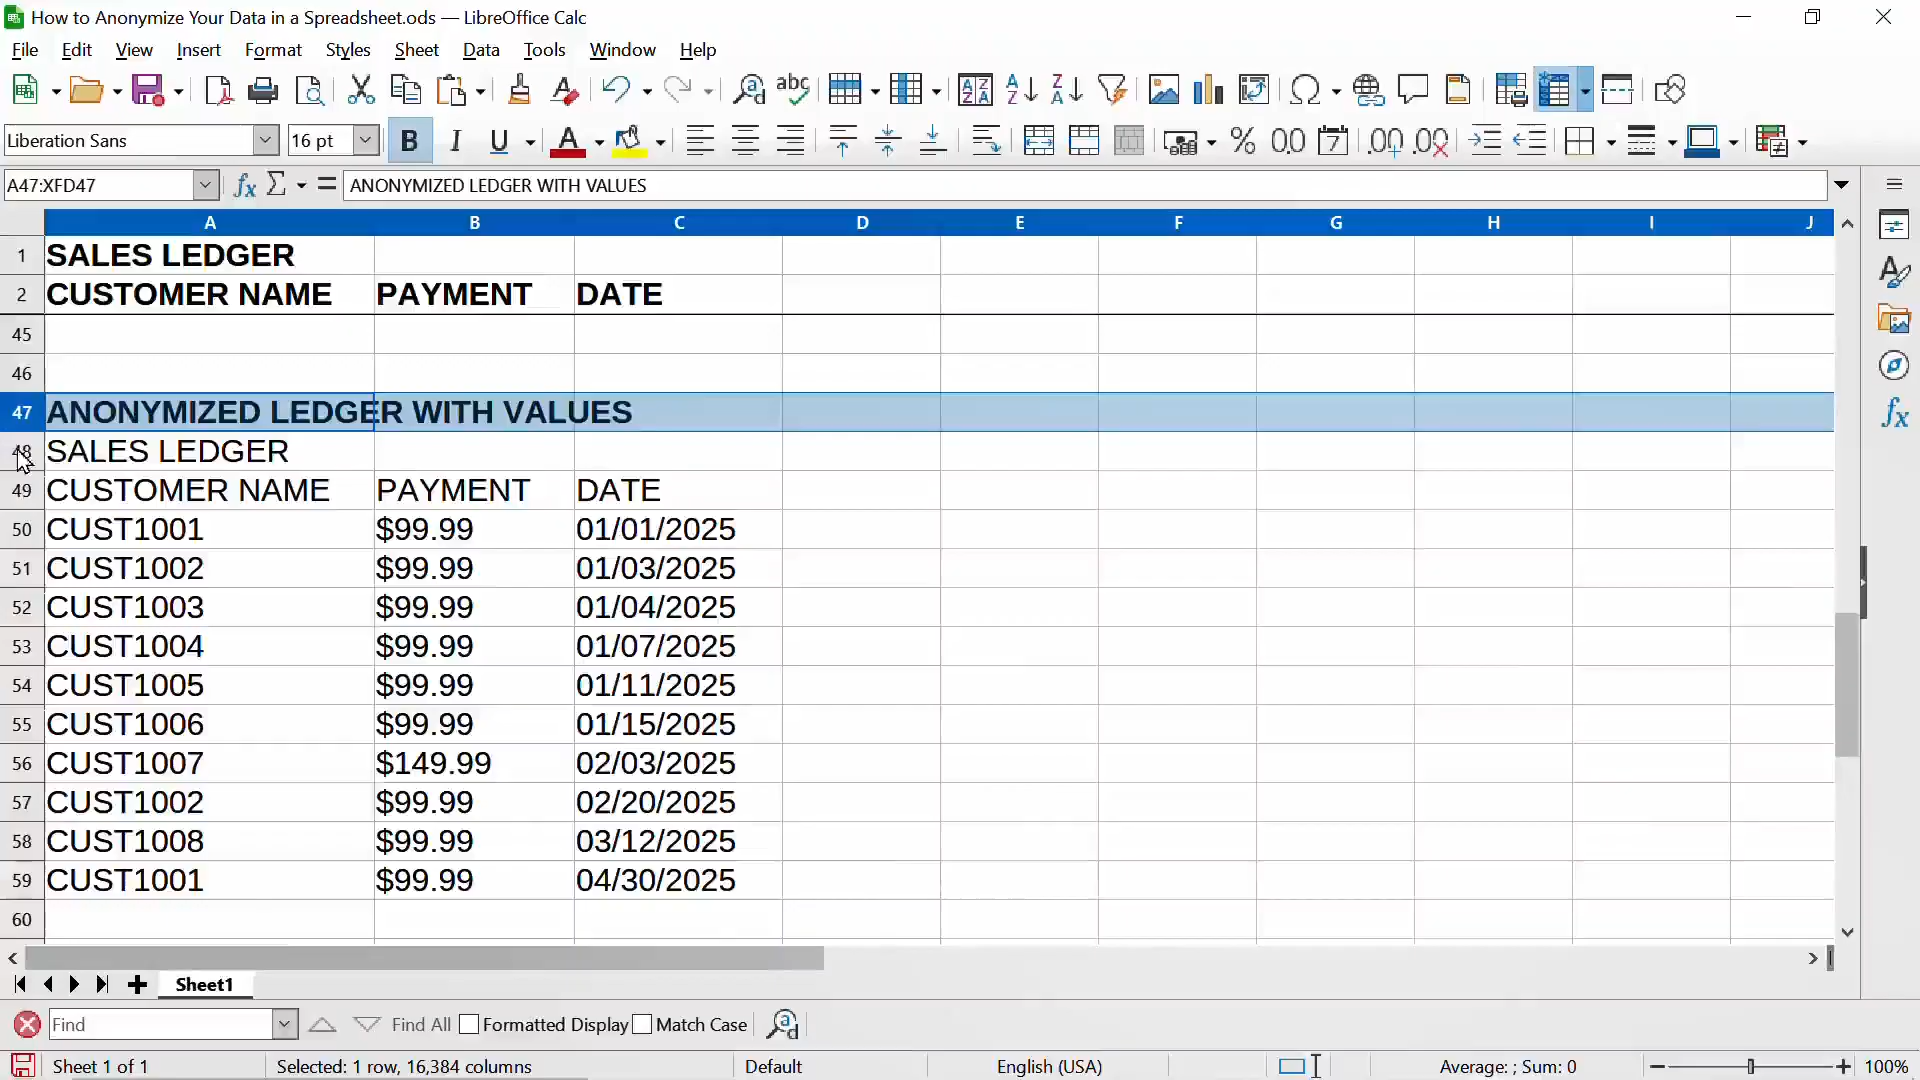 How to Anonymize Your Data in a Spreadsheet.ods — LibreOffice Calc
File Edit View Insert Format Styles Sheet Data Tools Window Help
Liberation Sans 16 pt B I U A % 0.0 7 .00 .00
A47:XFD47 fx Σ = ANONYMIZED LEDGER WITH VALUES
A B C D E F G H I J
1 SALES LEDGER
2 CUSTOMER NAME PAYMENT DATE
45
46
47 ANONYMIZED LEDGER WITH VALUES
48 SALES LEDGER
49 CUSTOMER NAME PAYMENT DATE
50 CUST1001 $99.99 01/01/2025
51 CUST1002 $99.99 01/03/2025
52 CUST1003 $99.99 01/04/2025
53 CUST1004 $99.99 01/07/2025
54 CUST1005 $99.99 01/11/2025
55 CUST1006 $99.99 01/15/2025
56 CUST1007 $149.99 02/03/2025
57 CUST1002 $99.99 02/20/2025
58 CUST1008 $99.99 03/12/2025
59 CUST1001 $99.99 04/30/2025
60
Sheet1
Find Find All Formatted Display Match Case
Sheet 1 of 1 Selected: 1 row, 16,384 columns Default English (USA) Average: ; Sum: 0 100%